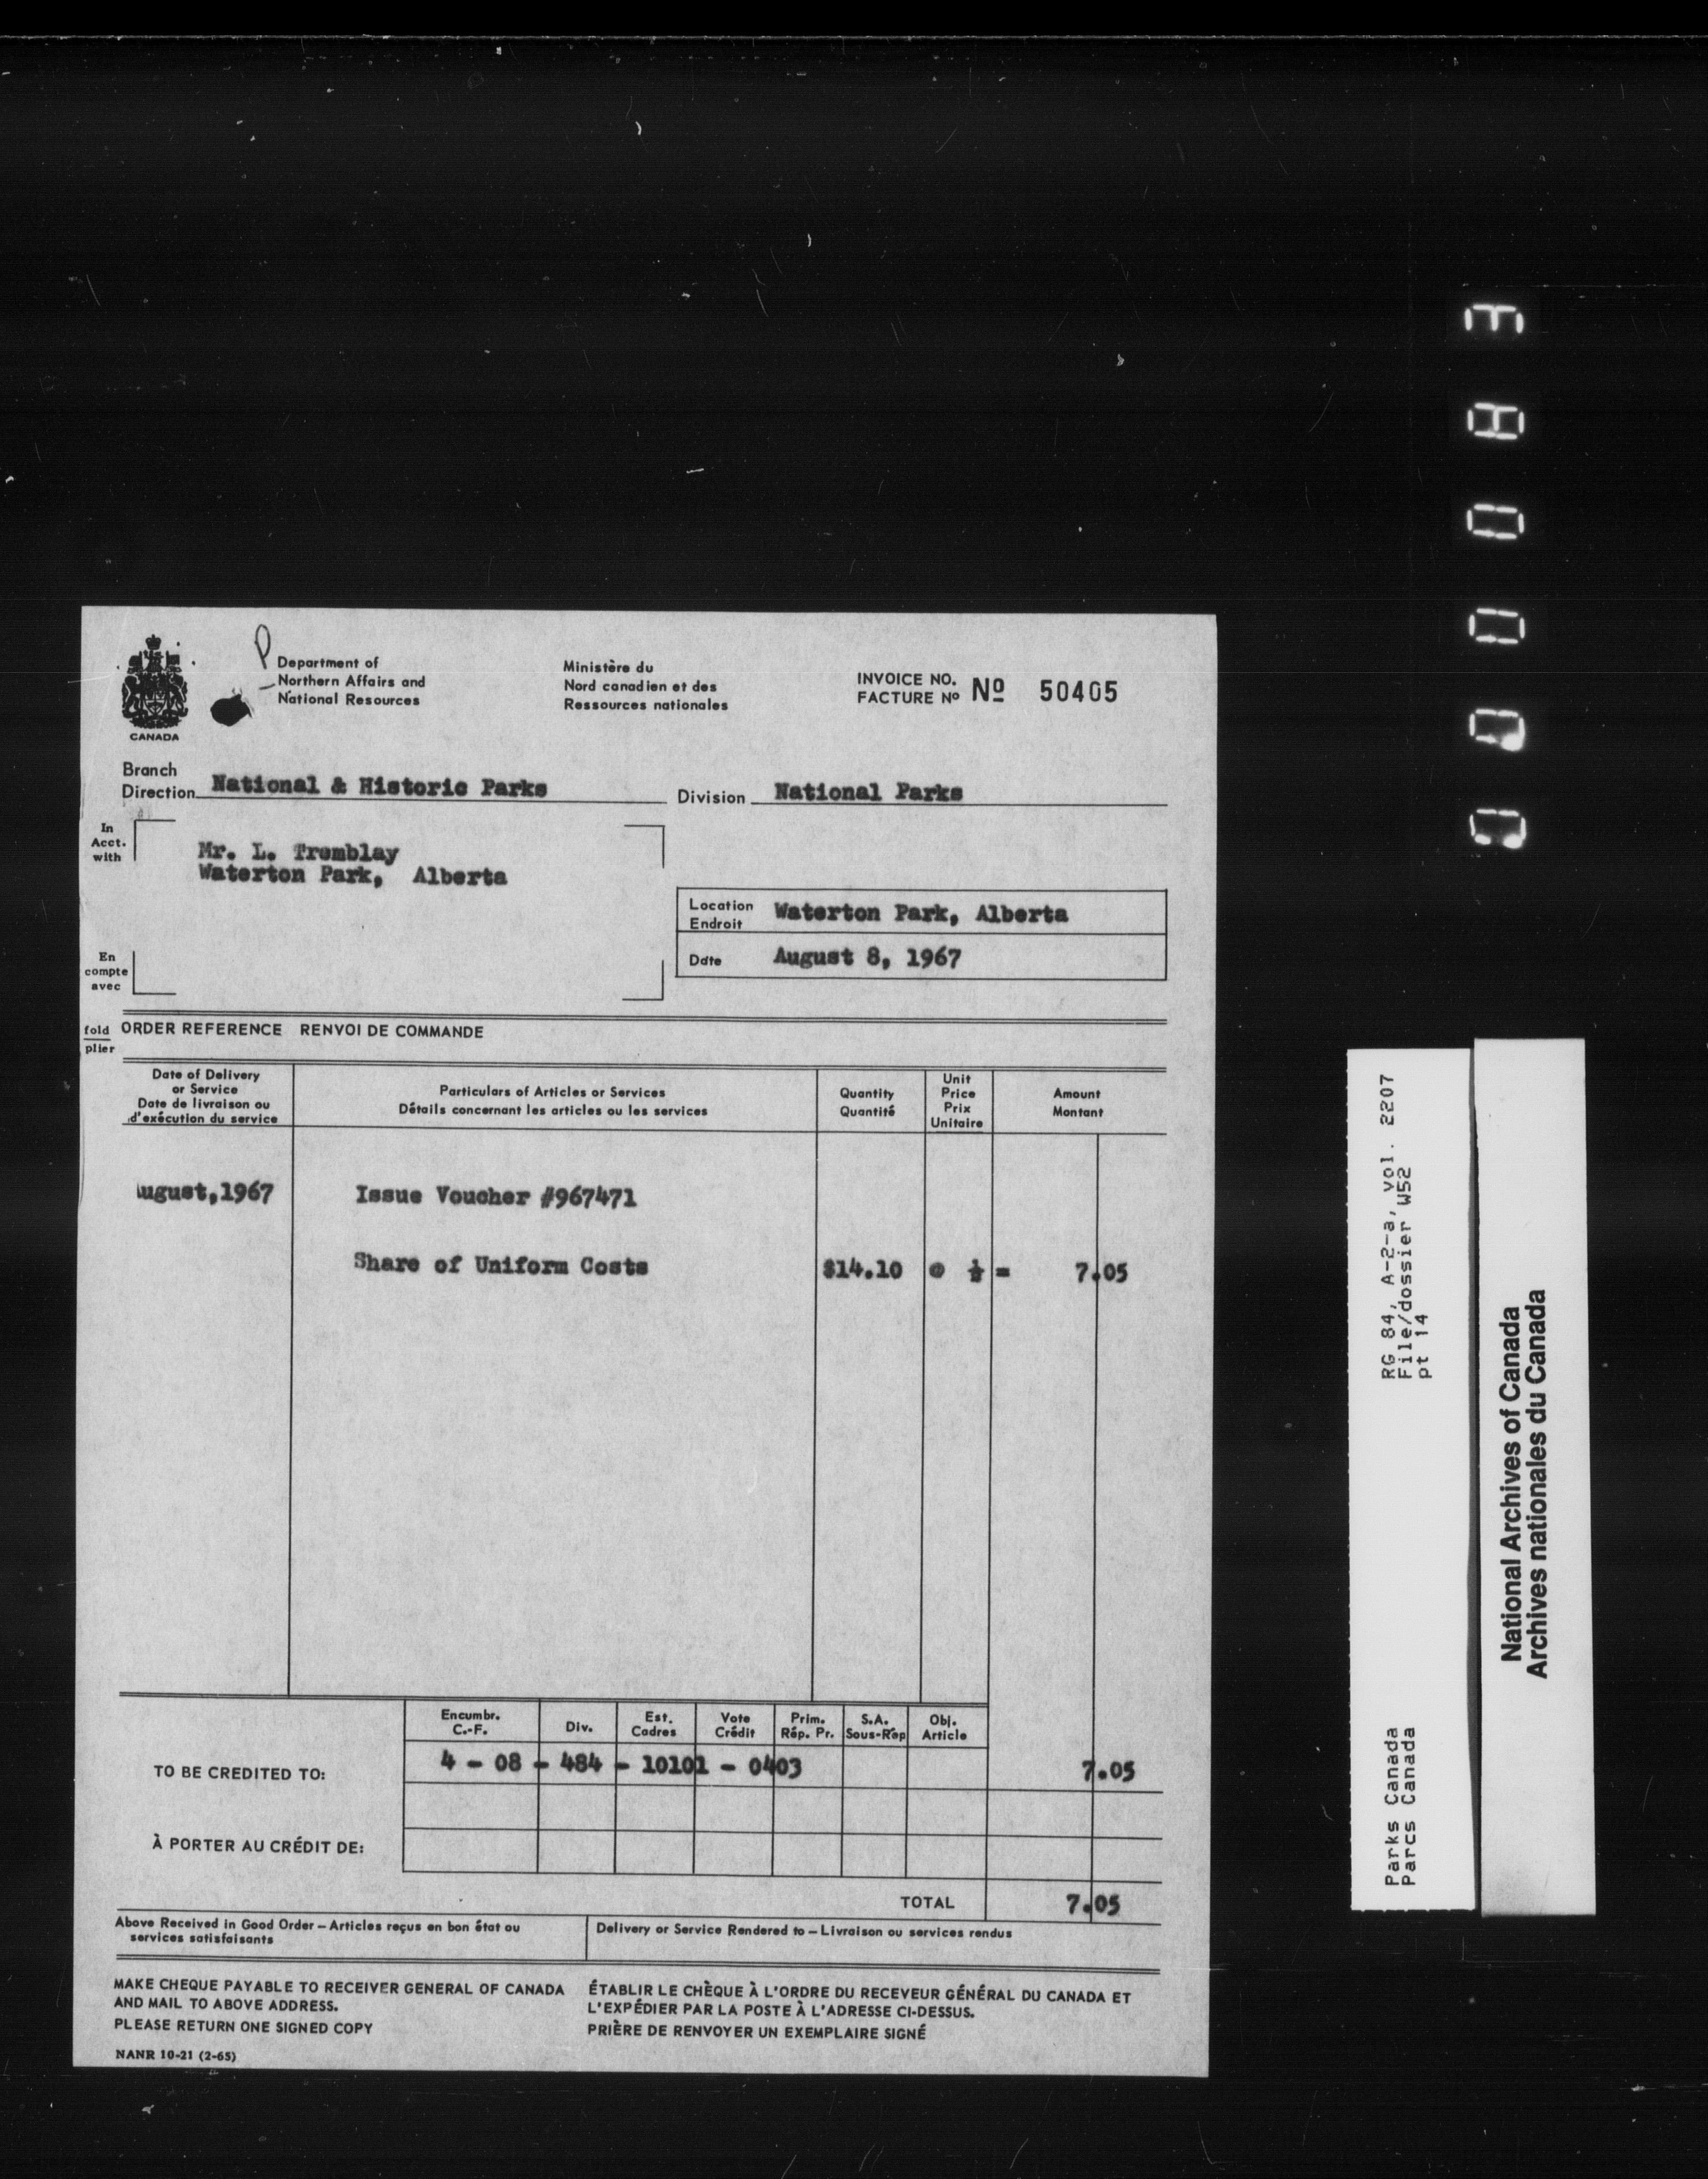 Department of
Northern Affairs and
National Resources
Ministère du
Nord canadien et des
Ressources nationales
INVOICE NO.
FACTURE Nº Nº 50405
CANADA
Branch
Direction National & Historic Parks
Division National Parks
In
Acct.
with
Mr. L. Tremblay
Waterton Park, Alberta
Location
Endroit Waterton Park, Alberta
Date August 8, 1967
En
compte
avec
fold
plier
ORDER REFERENCE RENVOI DE COMMANDE
Date of Delivery
or Service
Date de livraison ou
d'exécution du service
Particulars of Articles or Services
Détails concernant les articles ou les services
Quantity
Quantité
Unit
Price
Prix
Unitaire
Amount
Montant
ugust,1967 Issue Voucher #967471
Share of Uniform Costs $14.10 @ ½ = 7.05
Encumbr.
C.-F.
Div.
Est.
Cadres
Vote
Crédit
Prim.
Rép. Pr.
S.A.
Sous-Rép
Obj.
Article
TO BE CREDITED TO: 4 - 08 - 484 - 10101 - 0403 7.05
À PORTER AU CRÉDIT DE:
TOTAL 7.05
Above Received in Good Order – Articles reçus en bon état ou
services satisfaisants
Delivery or Service Rendered to – Livraison ou services rendus
MAKE CHEQUE PAYABLE TO RECEIVER GENERAL OF CANADA
AND MAIL TO ABOVE ADDRESS.
PLEASE RETURN ONE SIGNED COPY
ÉTABLIR LE CHÈQUE À L'ORDRE DU RECEVEUR GÉNÉRAL DU CANADA ET
L'EXPÉDIER PAR LA POSTE À L'ADRESSE CI-DESSUS.
PRIÈRE DE RENVOYER UN EXEMPLAIRE SIGNÉ
NANR 10-21 (2-65)
RG 84, A-2-a, vol. 2207
File/dossier W52
pt 14
Parks Canada
Parcs Canada
National Archives of Canada
Archives nationales du Canada